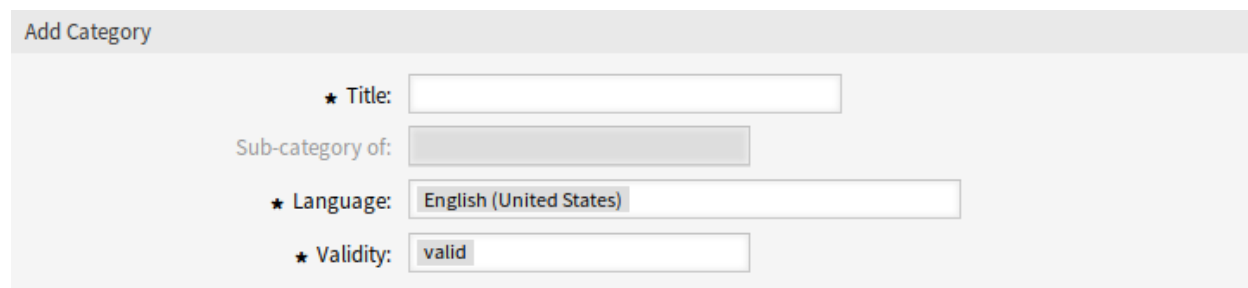 Add Category
★ Title:
Sub-category of:
★ Language: English (United States)
★ Validity: valid